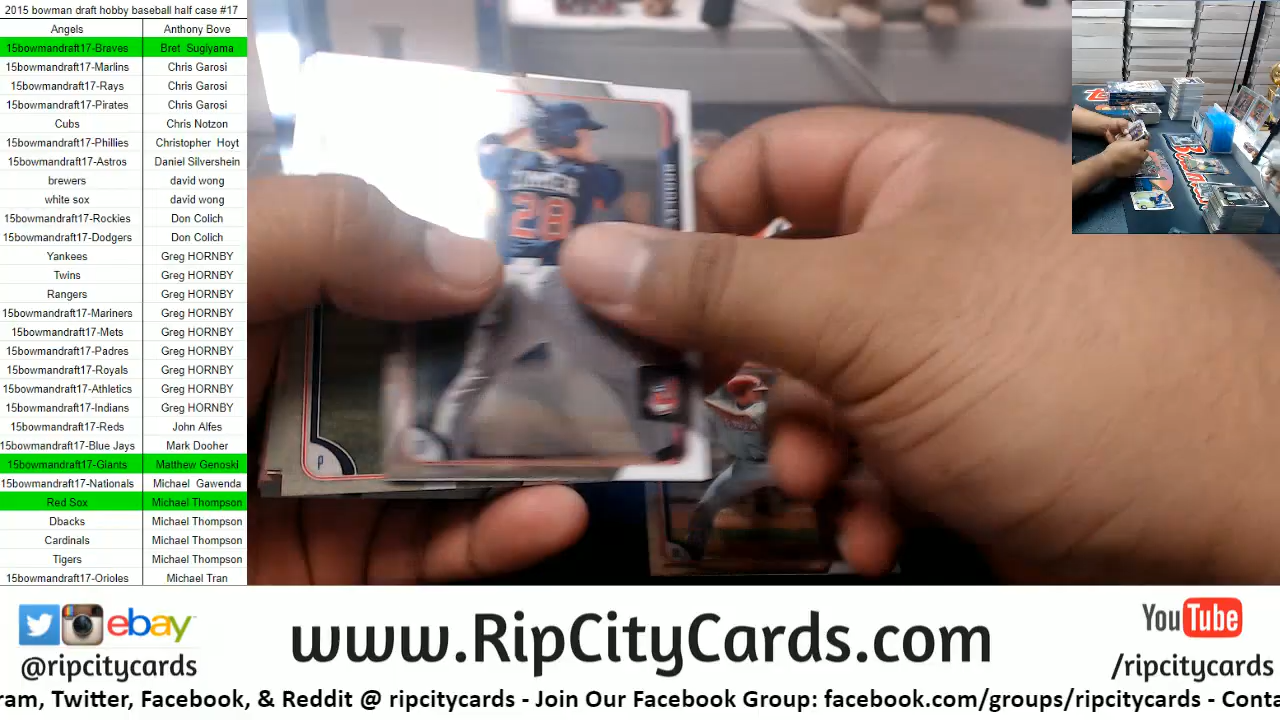 2015 bowman draft hobby baseball half case #17
Angels Anthony Bove
15bowmandraft17-Braves Bret Sugiyama
15bowmandraft17-Marlins Chris Garosi
15bowmandraft17-Rays Chris Garosi
15bowmandraft17-Pirates Chris Garosi
Cubs Chris Notzon
15bowmandraft17-Phillies Christopher Hoyt
15bowmandraft17-Astros Daniel Silvershein
brewers david wong
white sox david wong
15bowmandraft17-Rockies Don Colich
15bowmandraft17-Dodgers Don Colich
Yankees Greg HORNBY
Twins Greg HORNBY
Rangers Greg HORNBY
15bowmandraft17-Mariners Greg HORNBY
15bowmandraft17-Mets Greg HORNBY
15bowmandraft17-Padres Greg HORNBY
15bowmandraft17-Royals Greg HORNBY
15bowmandraft17-Athletics Greg HORNBY
15bowmandraft17-Indians Greg HORNBY
15bowmandraft17-Reds John Alfes
15bowmandraft17-Blue Jays Mark Dooher
15bowmandraft17-Giants Matthew Genoski
15bowmandraft17-Nationals Michael Gawenda
Red Sox Michael Thompson
Dbacks Michael Thompson
Cardinals Michael Thompson
Tigers Michael Thompson
15bowmandraft17-Orioles Michael Tran
28
P
ebay
@ripcitycards
www.RipCityCards.com
YouTube
/ripcitycards
ram, Twitter, Facebook, & Reddit @ ripcitycards - Join Our Facebook Group: facebook.com/groups/ripcitycards - Conta